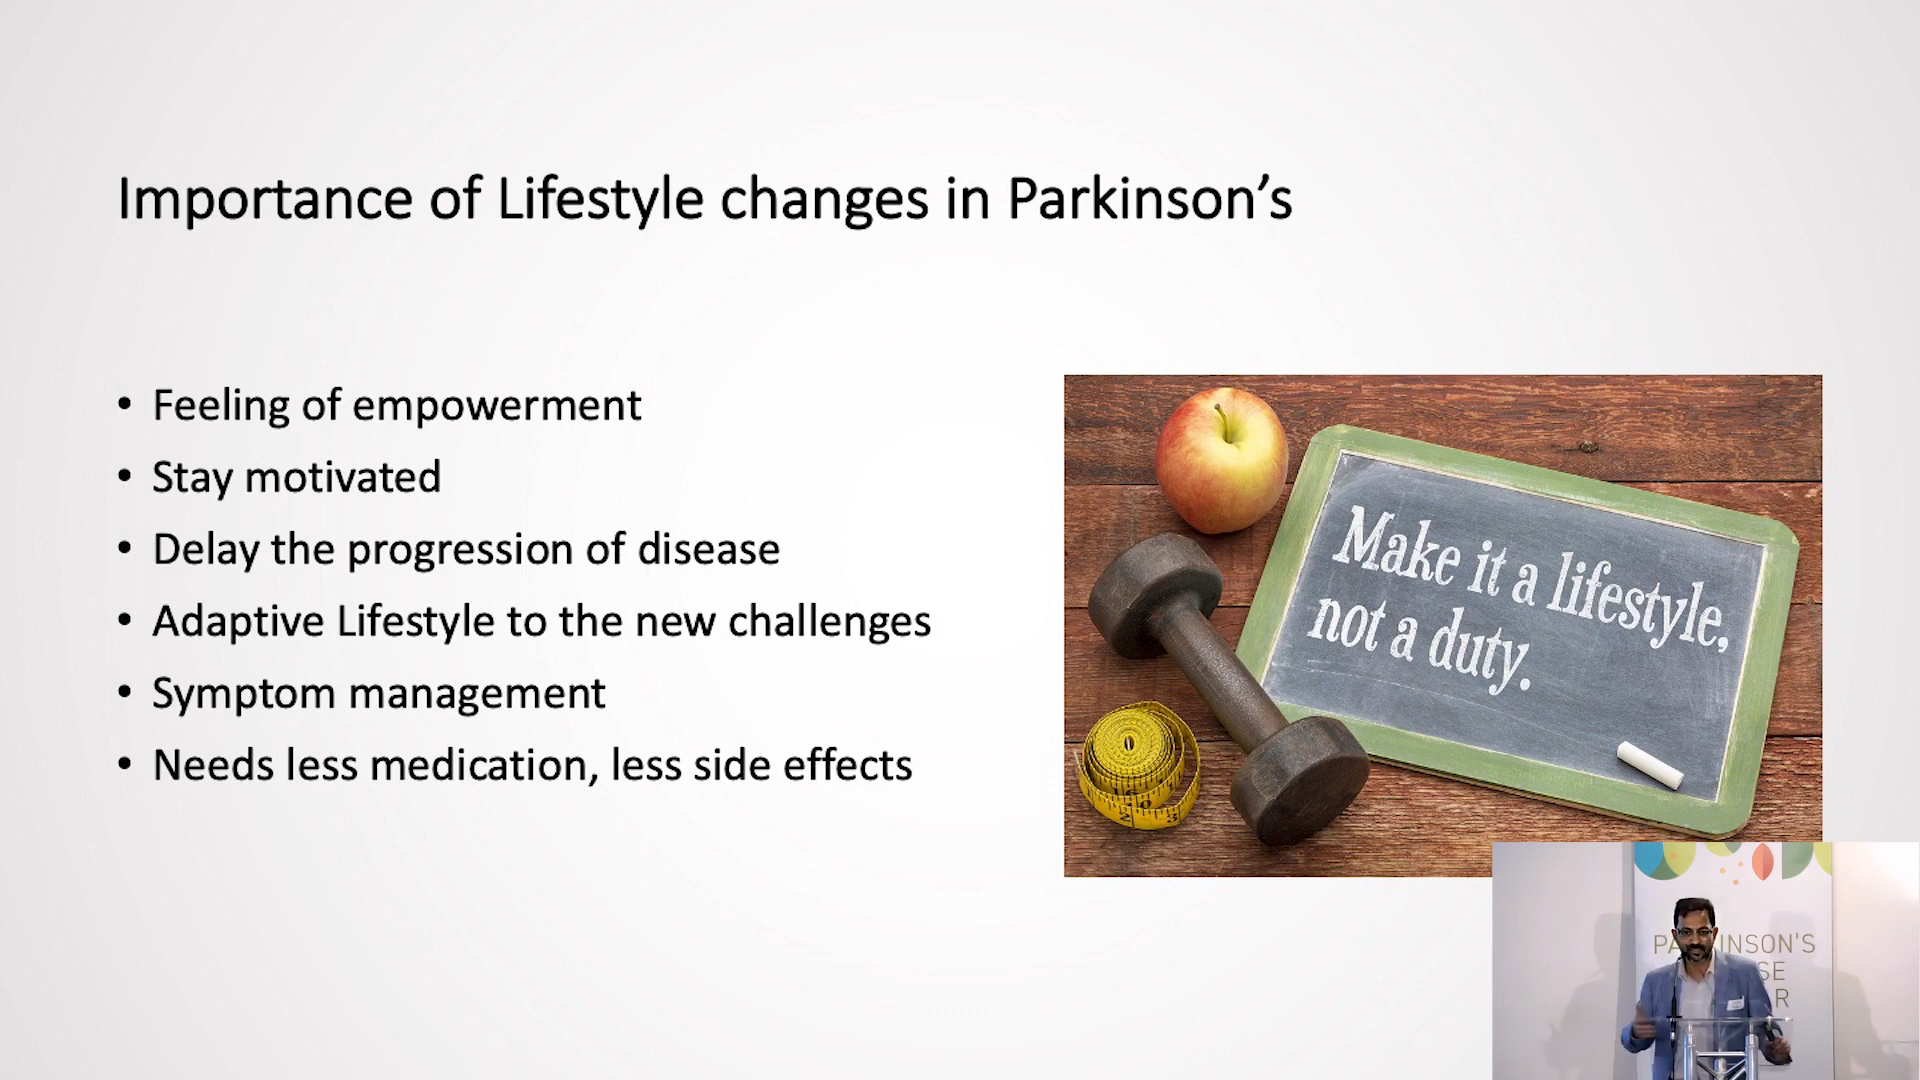 Importance of Lifestyle changes in Parkinson’s
• Feeling of empowerment
• Stay motivated
• Delay the progression of disease
• Adaptive Lifestyle to the new challenges
• Symptom management
• Needs less medication, less side effects
Make it a lifestyle,
not a duty.